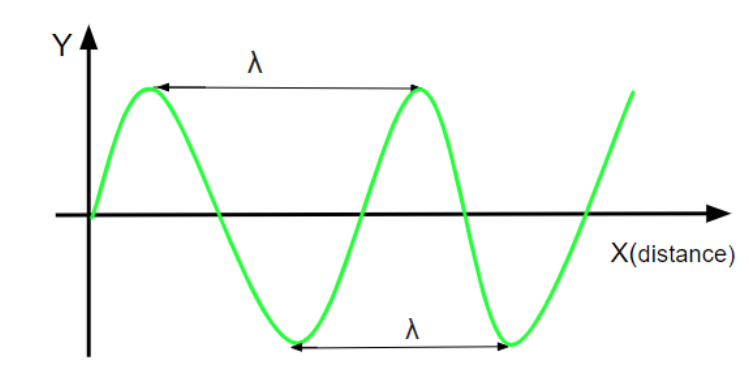 Y
λ
X(distance)
λ